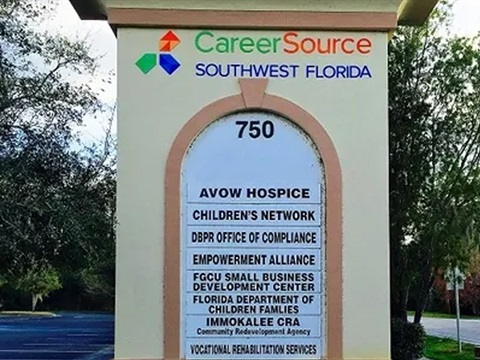 CareerSource
SOUTHWEST FLORIDA
750
AVOW HOSPICE
CHILDREN'S NETWORK
DBPR OFFICE OF COMPLIANCE
EMPOWERMENT ALLIANCE
FGCU SMALL BUSINESS
DEVELOPMENT CENTER
FLORIDA DEPARTMENT OF
CHILDREN FAMLIES
IMMOKALEE CRA
Community Redevelopment Agency
VOCATIONAL REHABILITATION SERVICES